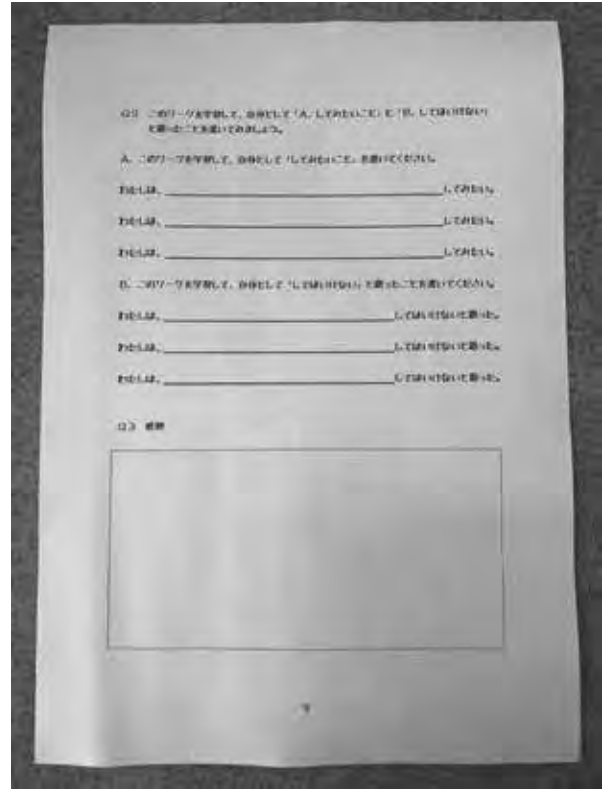 Q2 このワークを学習して、自分として「A．してみたいこと」と「B．してはいけない」
と思ったことを書いてみましょう。
A．このワークを学習して、自分として「してみたいこと」を書いてください。
わたしは、してみたい。
わたしは、してみたい。
わたしは、してみたい。
B．このワークを学習して、自分として「してはいけない」と思ったことを書いてください。
わたしは、してはいけないと思った。
わたしは、してはいけないと思った。
わたしは、してはいけないと思った。
Q3 感想